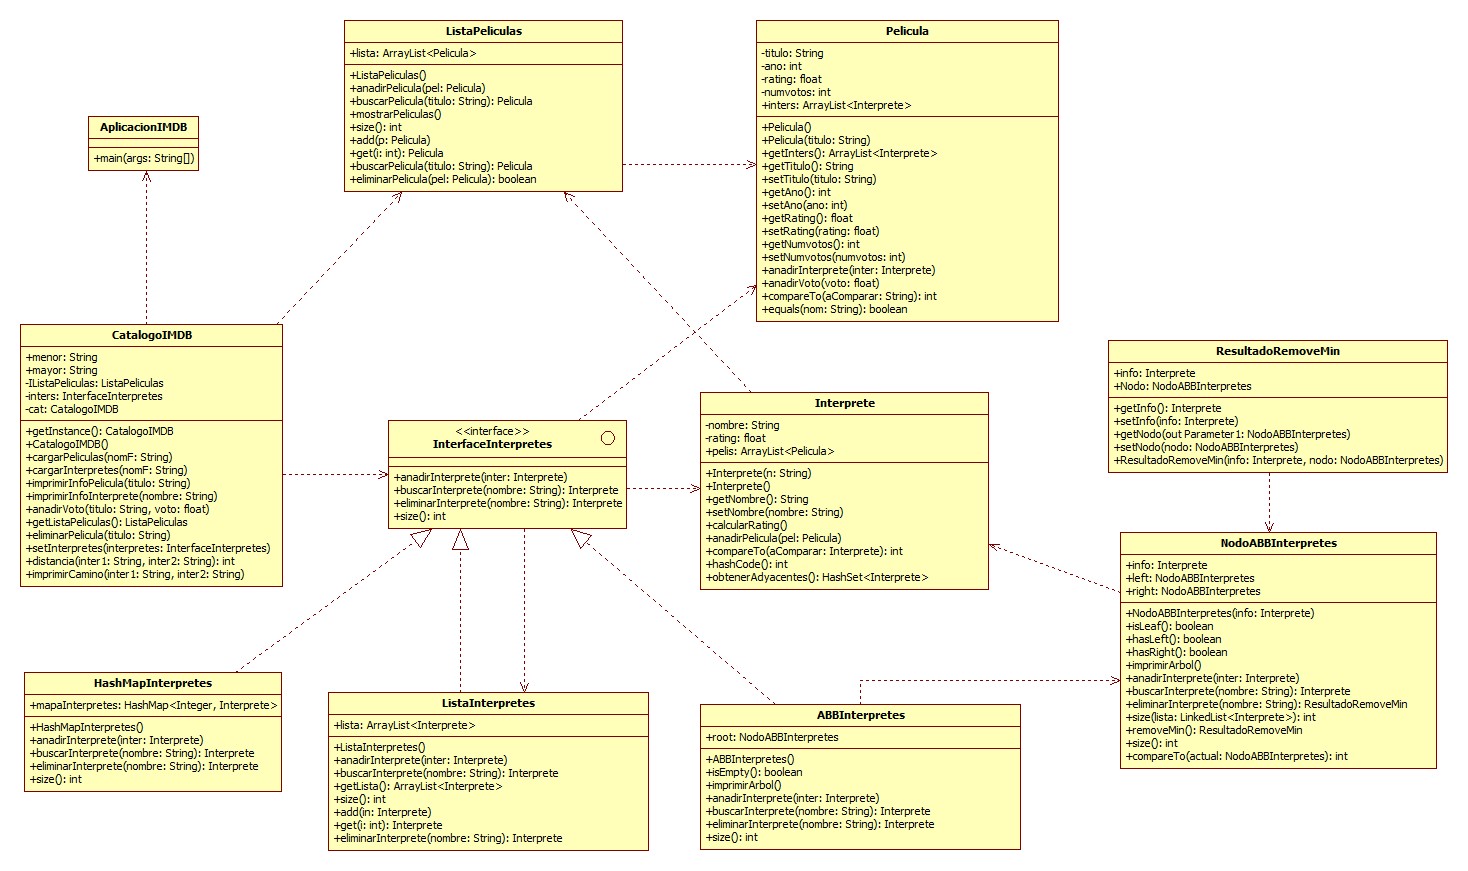 ListaPeliculas
+lista: ArrayList<Pelicula>
+ListaPeliculas()
+anadirPelicula(pel: Pelicula)
+buscarPelicula(titulo: String): Pelicula
+mostrarPeliculas()
+size(): int
+add(p: Pelicula)
+get(i: int): Pelicula
+buscarPelicula(titulo: String): Pelicula
+eliminarPelicula(pel: Pelicula): boolean
Pelicula
-titulo: String
-ano: int
-rating: float
-numvotos: int
+inters: ArrayList<Interprete>
+Pelicula()
+Pelicula(titulo: String)
+getInters(): ArrayList<Interprete>
+getTitulo(): String
+setTitulo(titulo: String)
+getAno(): int
+setAno(ano: int)
+getRating(): float
+setRating(rating: float)
+getNumvotos(): int
+setNumvotos(numvotos: int)
+anadirInterprete(inter: Interprete)
+anadirVoto(voto: float)
+compareTo(aComparar: String): int
+equals(nom: String): boolean
AplicacionIMDB
+main(args: String[])
CatalogoIMDB
+menor: String
+mayor: String
-IListaPeliculas: ListaPeliculas
-inters: InterfaceInterpretes
-cat: CatalogoIMDB
+getInstance(): CatalogoIMDB
+CatalogoIMDB()
+cargarPeliculas(nomF: String)
+cargarInterpretes(nomF: String)
+imprimirInfoPelicula(titulo: String)
+imprimirInfoInterprete(nombre: String)
+anadirVoto(titulo: String, voto: float)
+getListaPeliculas(): ListaPeliculas
+eliminarPelicula(titulo: String)
+setInterpretes(interpretes: InterfaceInterpretes)
+distancia(inter1: String, inter2: String): int
+imprimirCamino(inter1: String, inter2: String)
<<interface>>
InterfaceInterpretes
+anadirInterprete(inter: Interprete)
+buscarInterprete(nombre: String): Interprete
+eliminarInterprete(nombre: String): Interprete
+size(): int
Interprete
-nombre: String
-rating: float
+pelis: ArrayList<Pelicula>
+Interprete(n: String)
+Interprete()
+getNombre(): String
+setNombre(nombre: String)
+calcularRating()
+anadirPelicula(pel: Pelicula)
+compareTo(aComparar: Interprete): int
+hashCode(): int
+obtenerAdyacentes(): HashSet<Interprete>
ResultadoRemoveMin
+info: Interprete
+Nodo: NodoABBInterpretes
+getInfo(): Interprete
+setInfo(info: Interprete)
+getNodo(out Parameter1: NodoABBInterpretes)
+setNodo(nodo: NodoABBInterpretes)
+ResultadoRemoveMin(info: Interprete, nodo: NodoABBInterpretes)
NodoABBInterpretes
+info: Interprete
+left: NodoABBInterpretes
+right: NodoABBInterpretes
+NodoABBInterpretes(info: Interprete)
+isLeaf(): boolean
+hasLeft(): boolean
+hasRight(): boolean
+imprimirArbol()
+anadirInterprete(inter: Interprete)
+buscarInterprete(nombre: String): Interprete
+eliminarInterprete(nombre: String): ResultadoRemoveMin
+size(lista: LinkedList<Interprete>): int
+removeMin(): ResultadoRemoveMin
+size(): int
+compareTo(actual: NodoABBInterpretes): int
HashMapInterpretes
+mapaInterpretes: HashMap<Integer, Interprete>
+HashMapInterpretes()
+anadirInterprete(inter: Interprete)
+buscarInterprete(nombre: String): Interprete
+eliminarInterprete(nombre: String): Interprete
+size(): int
ListaInterpretes
+lista: ArrayList<Interprete>
+ListaInterpretes()
+anadirInterprete(inter: Interprete)
+buscarInterprete(nombre: String): Interprete
+getLista(): ArrayList<Interprete>
+size(): int
+add(in: Interprete)
+get(i: int): Interprete
+eliminarInterprete(nombre: String): Interprete
ABBInterpretes
+root: NodoABBInterpretes
+ABBInterpretes()
+isEmpty(): boolean
+imprimirArbol()
+anadirInterprete(inter: Interprete)
+buscarInterprete(nombre: String): Interprete
+eliminarInterprete(nombre: String): Interprete
+size(): int